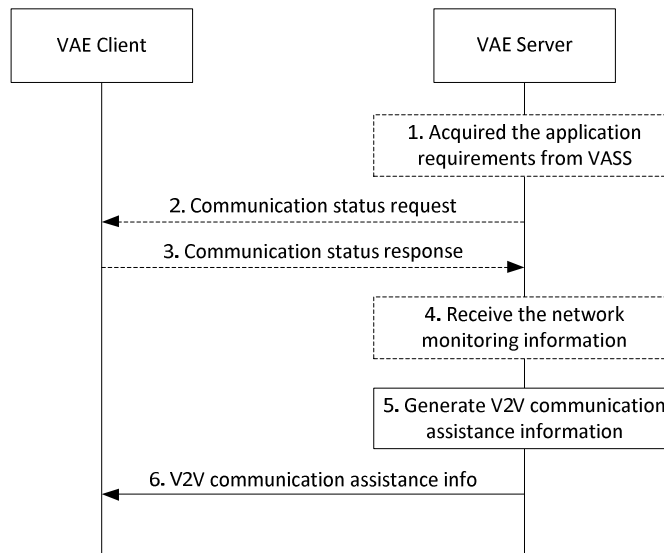 VAE Client
VAE Server
1. Acquired the application
requirements from VASS
2. Communication status request
3. Communication status response
4. Receive the network
monitoring information
5. Generate V2V communication
assistance information
6. V2V communication assistance info